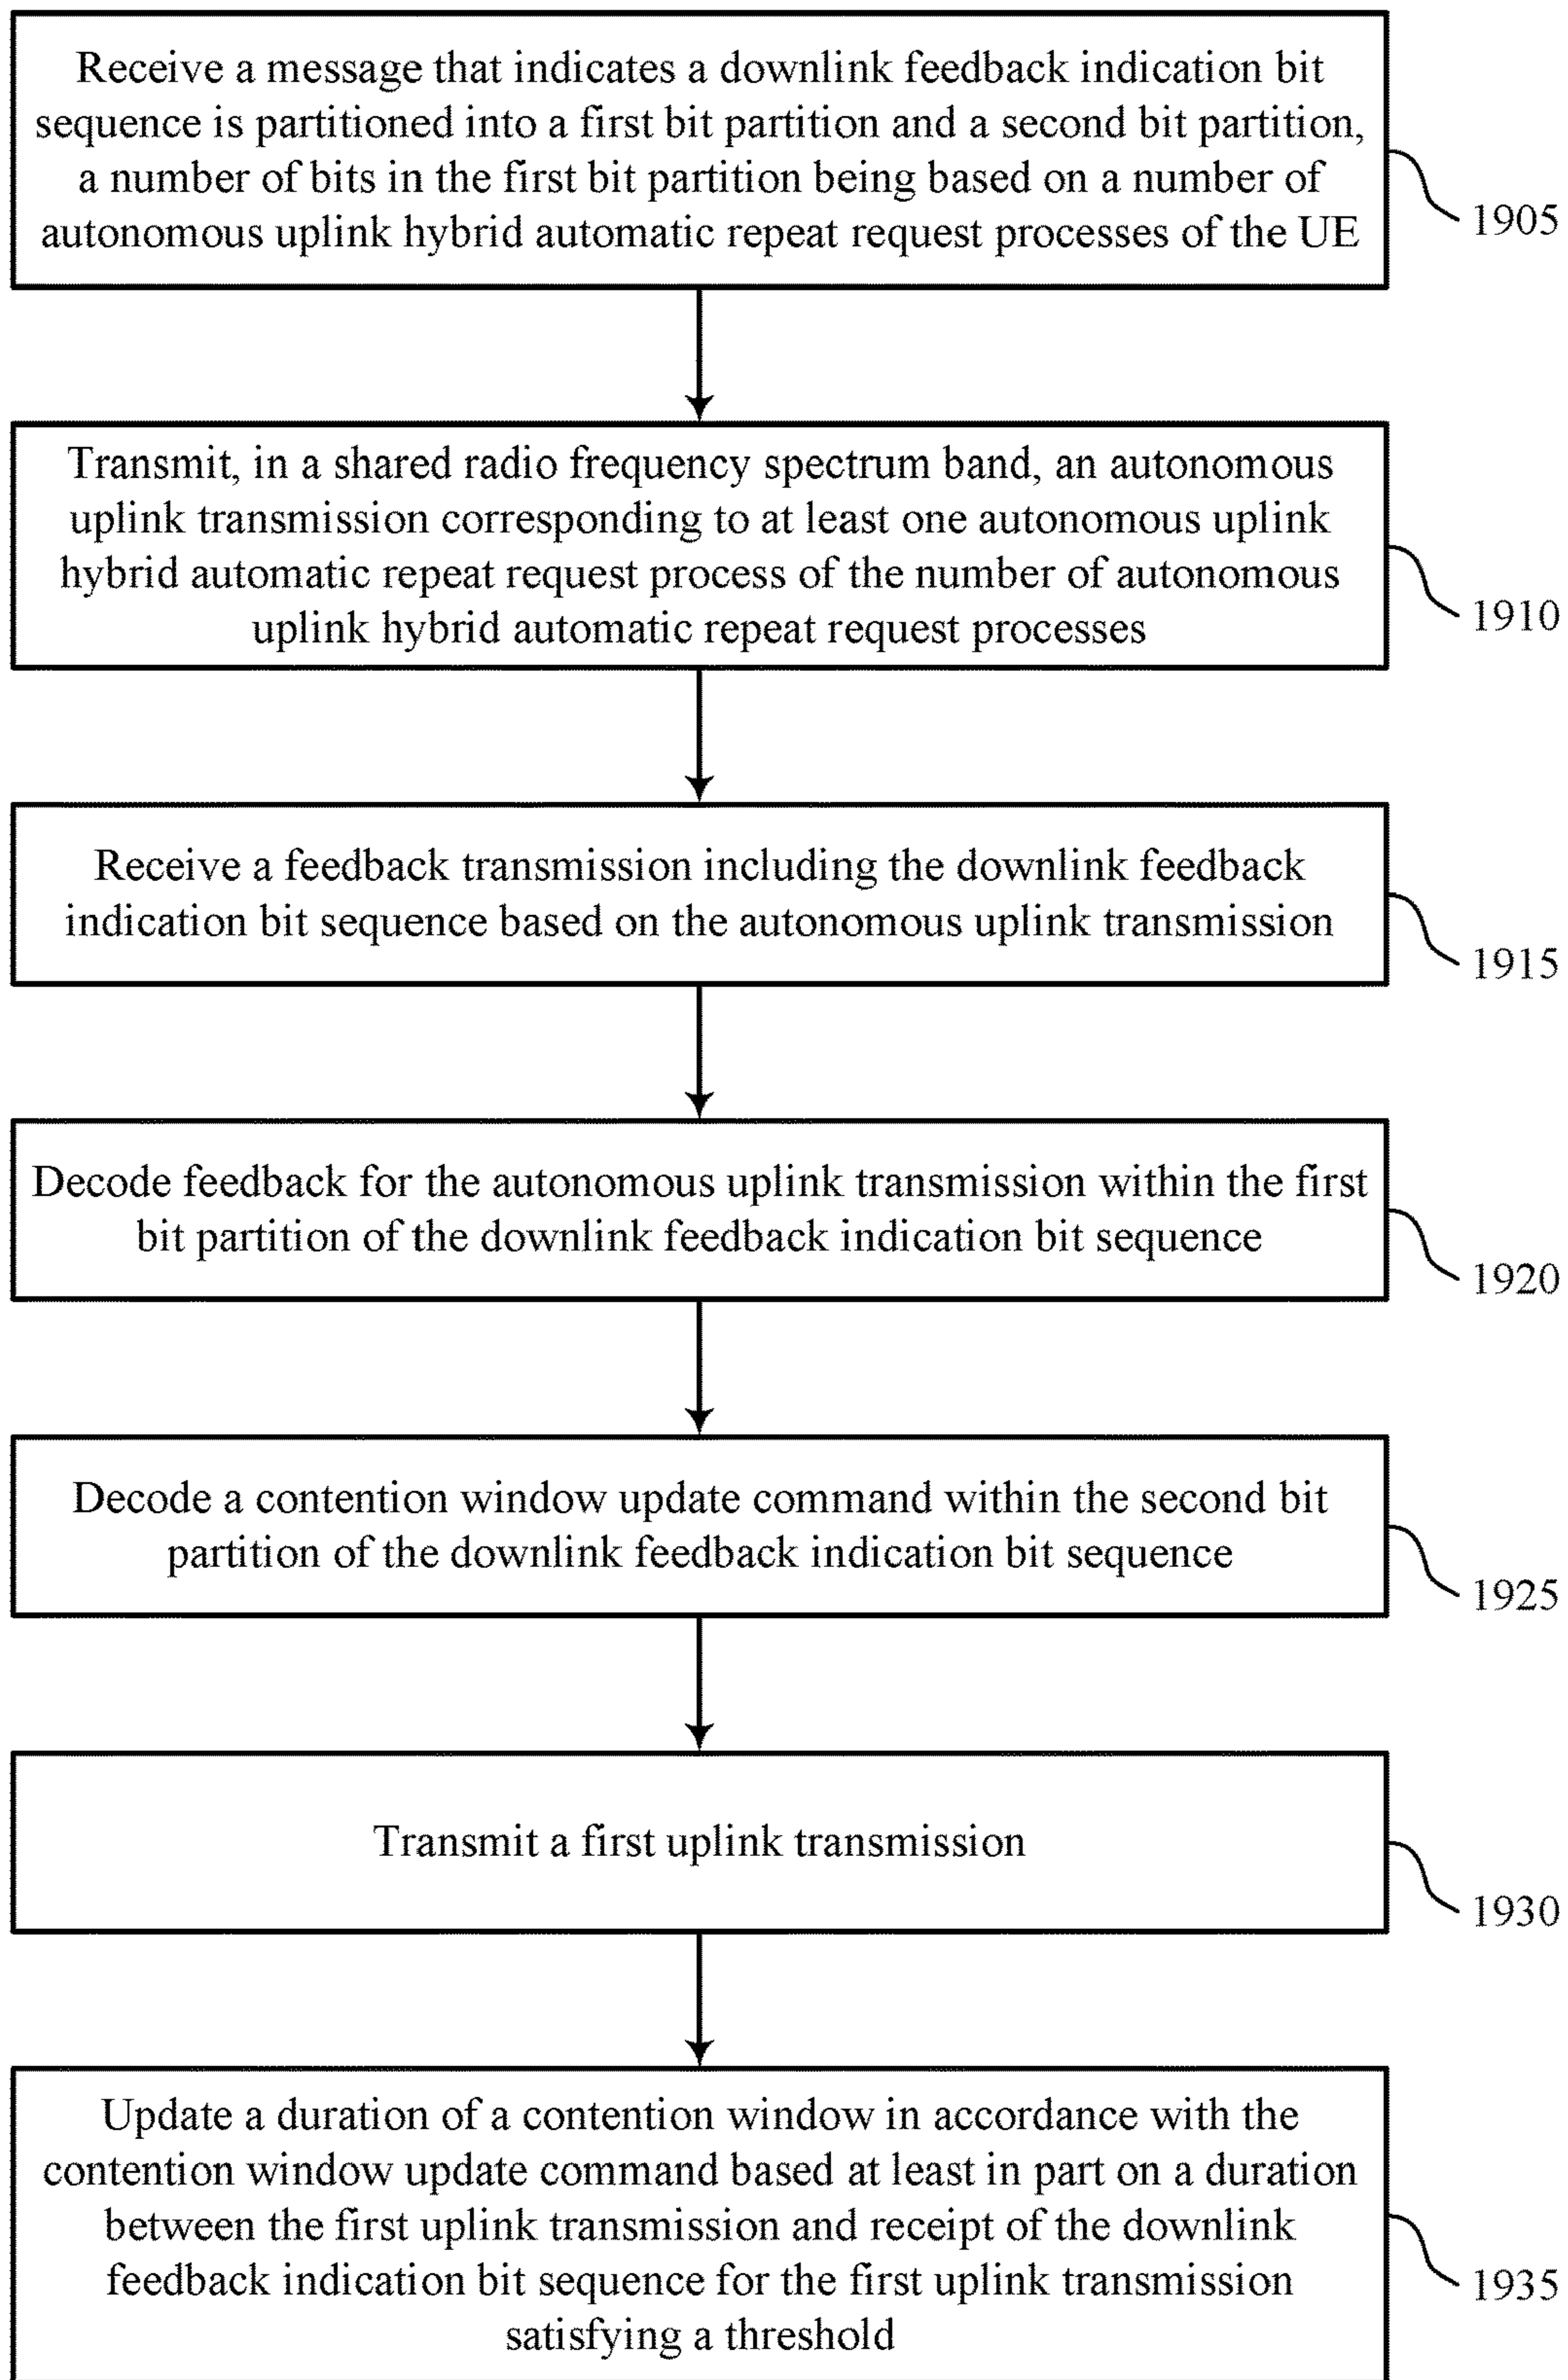 Receive a message that indicates a downlink feedback indication bit
sequence is partitioned into a first bit partition and a second bit partition,
a number of bits in the first bit partition being based on a number of
autonomous uplink hybrid automatic repeat request processes of the UE
1905
Transmit, in a shared radio frequency spectrum band, an autonomous
uplink transmission corresponding to at least one autonomous uplink
hybrid automatic repeat request process of the number of autonomous
uplink hybrid automatic repeat request processes
1910
Receive a feedback transmission including the downlink feedback
indication bit sequence based on the autonomous uplink transmission
1915
Decode feedback for the autonomous uplink transmission within the first
bit partition of the downlink feedback indication bit sequence
1920
Decode a contention window update command within the second bit
partition of the downlink feedback indication bit sequence
1925
Transmit a first uplink transmission
1930
Update a duration of a contention window in accordance with the
contention window update command based at least in part on a duration
between the first uplink transmission and receipt of the downlink
feedback indication bit sequence for the first uplink transmission
satisfying a threshold
1935